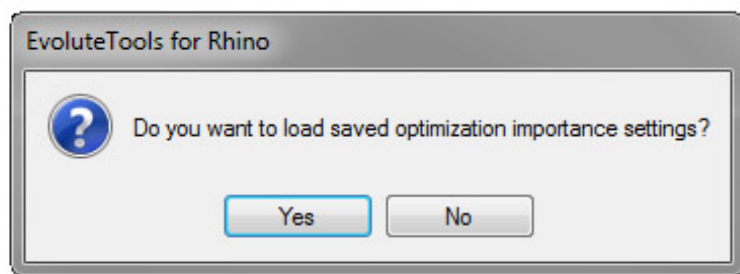 EvoluteTools for Rhino
Do you want to load saved optimization importance settings?
Yes No